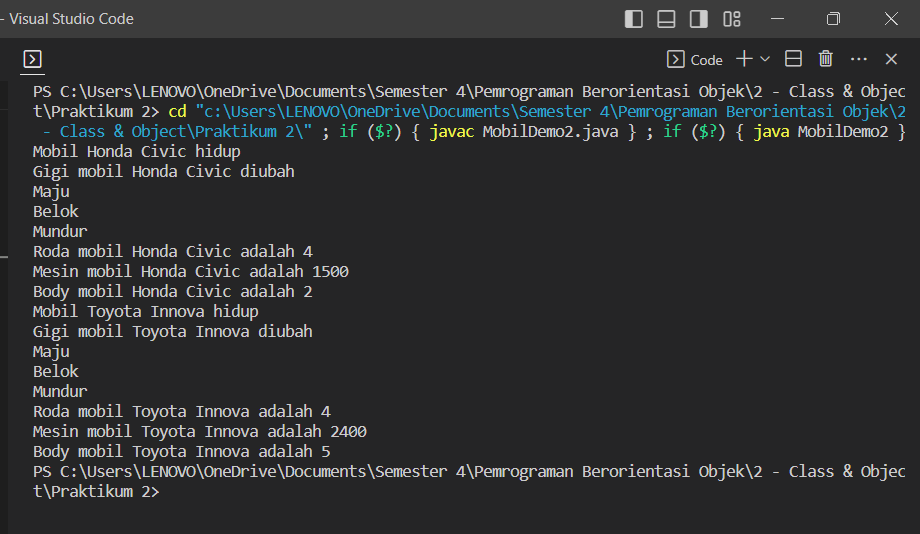 - Visual Studio Code
Code
PS C:\Users\LENOVO\OneDrive\Documents\Semester 4\Pemrograman Berorientasi Objek\2 - Class & Objec
t\Praktikum 2> cd "c:\Users\LENOVO\OneDrive\Documents\Semester 4\Pemrograman Berorientasi Objek\2
 - Class & Object\Praktikum 2\" ; if ($?) { javac MobilDemo2.java } ; if ($?) { java MobilDemo2 }
Mobil Honda Civic hidup
Gigi mobil Honda Civic diubah
Maju
Belok
Mundur
Roda mobil Honda Civic adalah 4
Mesin mobil Honda Civic adalah 1500
Body mobil Honda Civic adalah 2
Mobil Toyota Innova hidup
Gigi mobil Toyota Innova diubah
Maju
Belok
Mundur
Roda mobil Toyota Innova adalah 4
Mesin mobil Toyota Innova adalah 2400
Body mobil Toyota Innova adalah 5
PS C:\Users\LENOVO\OneDrive\Documents\Semester 4\Pemrograman Berorientasi Objek\2 - Class & Objec
t\Praktikum 2>